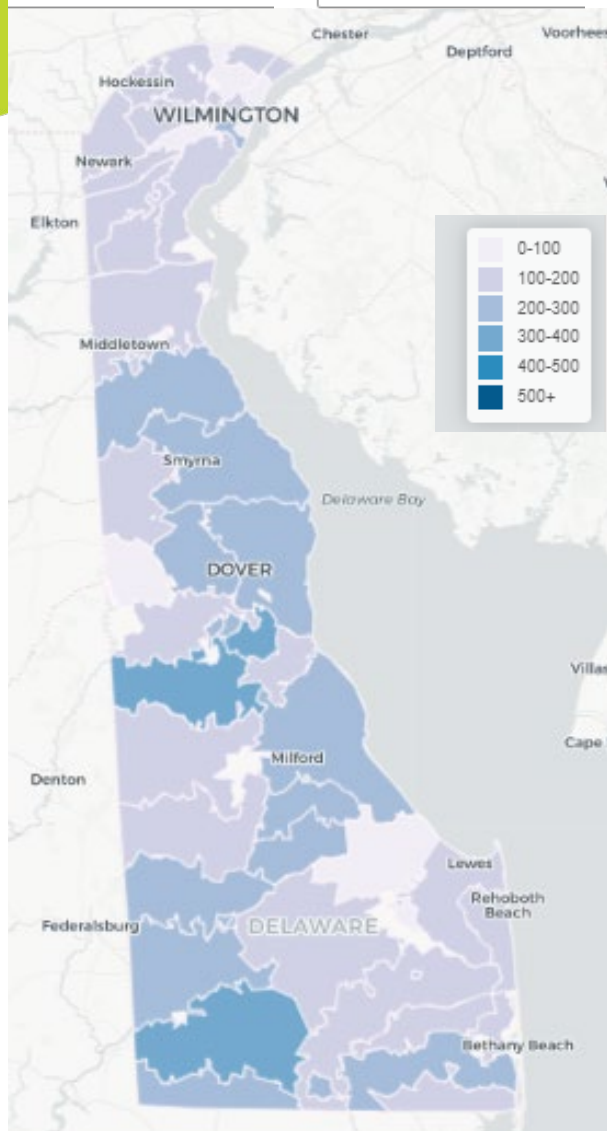 Chester
Voorhees
Deptford
Hockessin
WILMINGTON
Newark
Elkton
0-100
100-200
200-300
300-400
400-500
500+
Middletown
Smyrna
Delaware Bay
DOVER
Villas
Cape
Milford
Denton
Lewes
Rehoboth
Beach
Federalsburg
DELAWARE
Bethany Beach